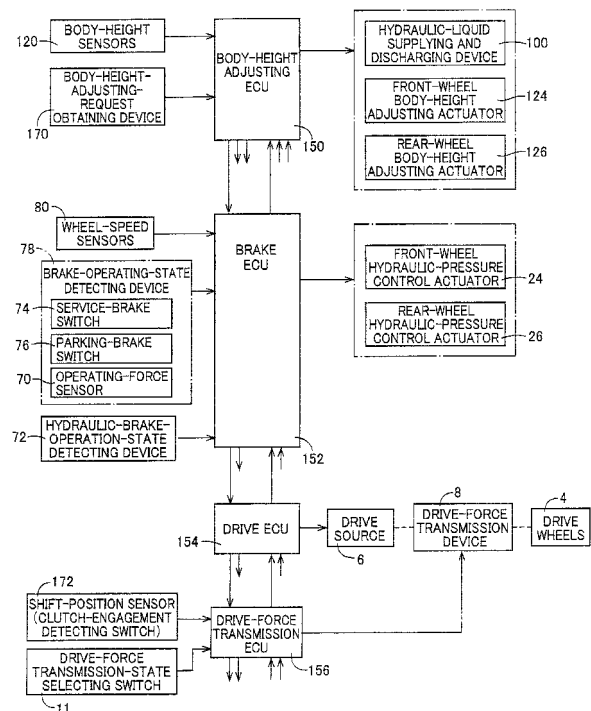 BODY-HEIGHT
SENSORS
120
BODY-HEIGHT-
ADJUSTING-
REQUEST
OBTAINING DEVICE
170
BODY-HEIGHT
ADJUSTING
ECU
150
HYDRAULIC-LIQUID
SUPPLYING AND
DISCHARGING DEVICE
100
FRONT-WHEEL
BODY-HEIGHT
ADJUSTING ACTUATOR
124
REAR-WHEEL
BODY-HEIGHT
ADJUSTING ACTUATOR
126
80
WHEEL-SPEED
SENSORS
78
BRAKE-OPERATING-STATE
DETECTING DEVICE
74
SERVICE-BRAKE
SWITCH
76
PARKING-BRAKE
SWITCH
70
OPERATING-FORCE
SENSOR
72
HYDRAULIC-BRAKE-
OPERATION-STATE
DETECTING DEVICE
BRAKE
ECU
152
FRONT-WHEEL
HYDRAULIC-PRESSURE
CONTROL ACTUATOR
24
REAR-WHEEL
HYDRAULIC-PRESSURE
CONTROL ACTUATOR
26
DRIVE ECU
154
DRIVE
SOURCE
6
8
DRIVE-FORCE
TRANSMISSION
DEVICE
4
DRIVE
WHEELS
172
SHIFT-POSITION SENSOR
(CLUTCH-ENGAGEMENT
DETECTING SWITCH)
DRIVE-FORCE
TRANSMISSION-STATE
SELECTING SWITCH
11
DRIVE-FORCE
TRANSMISSION
ECU
156